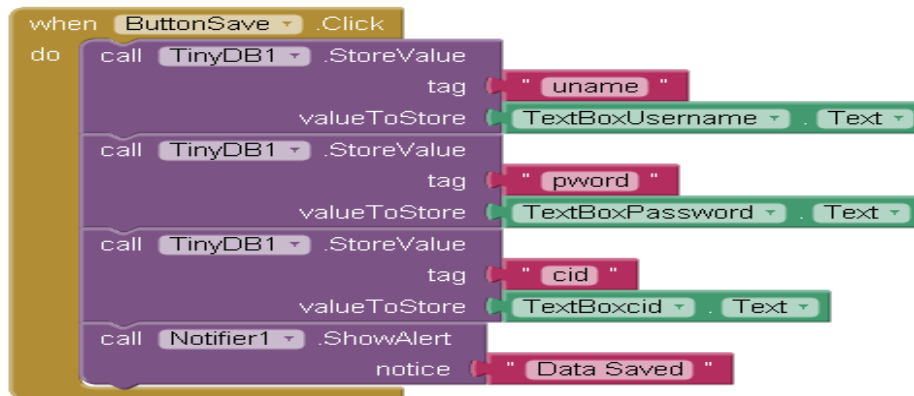 when ButtonSave .Click
do call TinyDB1 .StoreValue
tag " uname "
valueToStore TextBoxUsername . Text
call TinyDB1 .StoreValue
tag " pword "
valueToStore TextBoxPassword . Text
call TinyDB1 .StoreValue
tag " cid "
valueToStore TextBoxcid . Text
call Notifier1 .ShowAlert
notice " Data Saved "